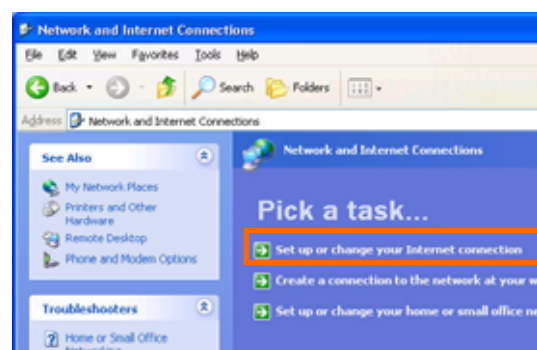 Network and Internet Connections
File Edit View Favorites Tools Help
Back Search Folders
Address Network and Internet Connections
See Also
My Network Places
Printers and Other
Hardware
Remote Desktop
Phone and Modem Options
Troubleshooters
Home or Small Office
Networking
Network and Internet Connections
Pick a task...
Set up or change your Internet connection
Create a connection to the network at your w
Set up or change your home or small office ne